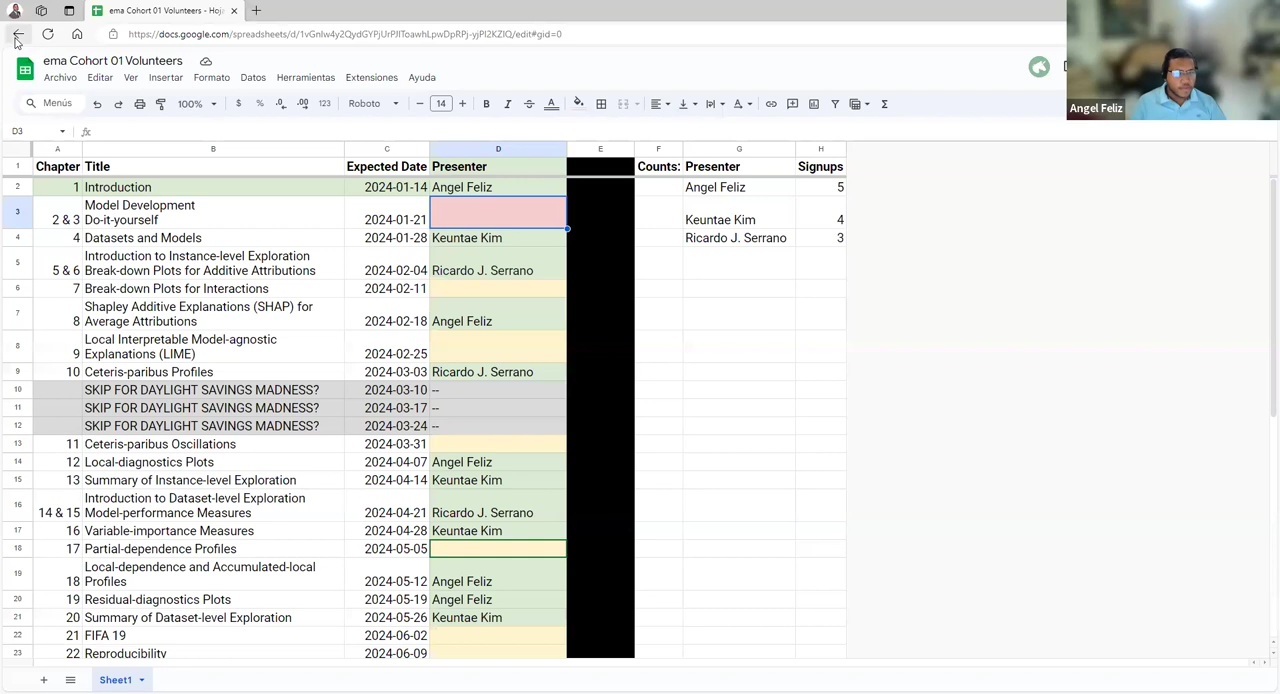 ema Cohort 01 Volunteers - Hoj
https://docs.google.com/spreadsheets/d/1vGnlw4y2QydGYPjUrPJlToawhLpwDpRPj-yjPI2KZIQ/edit#gid=0
ema Cohort 01 Volunteers
Archivo Editar Ver Insertar Formato Datos Herramientas Extensiones Ayuda
Menús 100% $ % .0 .00 123 Roboto 14 B I A Σ
Angel Feliz
D3 fx
A B C D E F G H
1 Chapter Title Expected Date Presenter Counts: Presenter Signups
2 1 Introduction 2024-01-14 Angel Feliz Angel Feliz 5
Model Development
3 2 & 3 Do-it-yourself 2024-01-21 Keuntae Kim 4
4 4 Datasets and Models 2024-01-28 Keuntae Kim Ricardo J. Serrano 3
Introduction to Instance-level Exploration
5 5 & 6 Break-down Plots for Additive Attributions 2024-02-04 Ricardo J. Serrano
6 7 Break-down Plots for Interactions 2024-02-11
Shapley Additive Explanations (SHAP) for
7 8 Average Attributions 2024-02-18 Angel Feliz
Local Interpretable Model-agnostic
8 9 Explanations (LIME) 2024-02-25
9 10 Ceteris-paribus Profiles 2024-03-03 Ricardo J. Serrano
10 SKIP FOR DAYLIGHT SAVINGS MADNESS? 2024-03-10 --
11 SKIP FOR DAYLIGHT SAVINGS MADNESS? 2024-03-17 --
12 SKIP FOR DAYLIGHT SAVINGS MADNESS? 2024-03-24 --
13 11 Ceteris-paribus Oscillations 2024-03-31
14 12 Local-diagnostics Plots 2024-04-07 Angel Feliz
15 13 Summary of Instance-level Exploration 2024-04-14 Keuntae Kim
Introduction to Dataset-level Exploration
16 14 & 15 Model-performance Measures 2024-04-21 Ricardo J. Serrano
17 16 Variable-importance Measures 2024-04-28 Keuntae Kim
18 17 Partial-dependence Profiles 2024-05-05
Local-dependence and Accumulated-local
19 18 Profiles 2024-05-12 Angel Feliz
20 19 Residual-diagnostics Plots 2024-05-19 Angel Feliz
21 20 Summary of Dataset-level Exploration 2024-05-26 Keuntae Kim
22 21 FIFA 19 2024-06-02
23 22 Reproducibility 2024-06-09
Sheet1